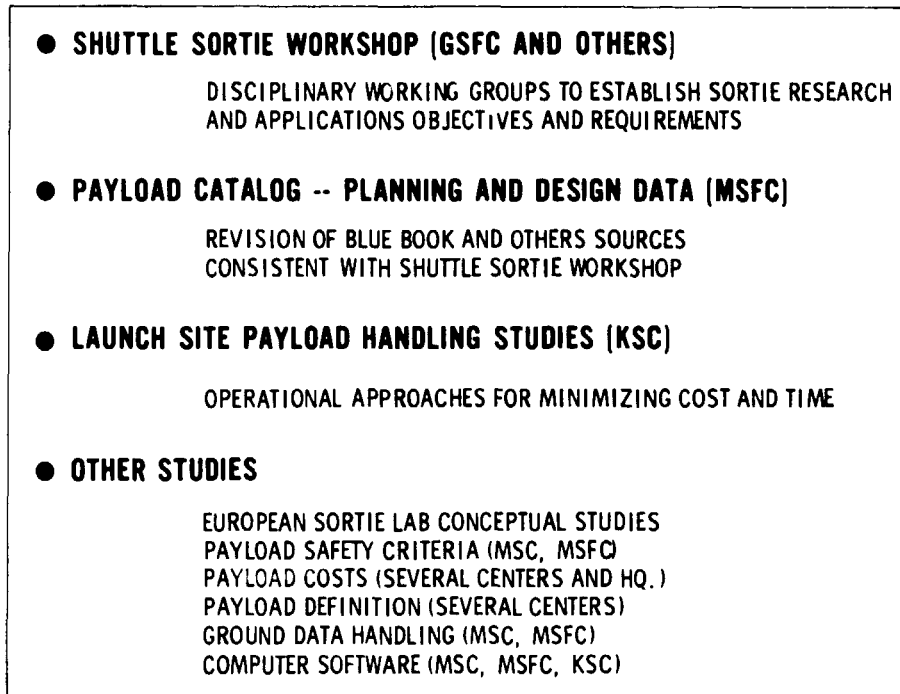 ● SHUTTLE SORTIE WORKSHOP (GSFC AND OTHERS)
DISCIPLINARY WORKING GROUPS TO ESTABLISH SORTIE RESEARCH
AND APPLICATIONS OBJECTIVES AND REQUIREMENTS
● PAYLOAD CATALOG -- PLANNING AND DESIGN DATA (MSFC)
REVISION OF BLUE BOOK AND OTHERS SOURCES
CONSISTENT WITH SHUTTLE SORTIE WORKSHOP
● LAUNCH SITE PAYLOAD HANDLING STUDIES (KSC)
OPERATIONAL APPROACHES FOR MINIMIZING COST AND TIME
● OTHER STUDIES
EUROPEAN SORTIE LAB CONCEPTUAL STUDIES
PAYLOAD SAFETY CRITERIA (MSC, MSFC)
PAYLOAD COSTS (SEVERAL CENTERS AND HQ.)
PAYLOAD DEFINITION (SEVERAL CENTERS)
GROUND DATA HANDLING (MSC, MSFC)
COMPUTER SOFTWARE (MSC, MSFC, KSC)